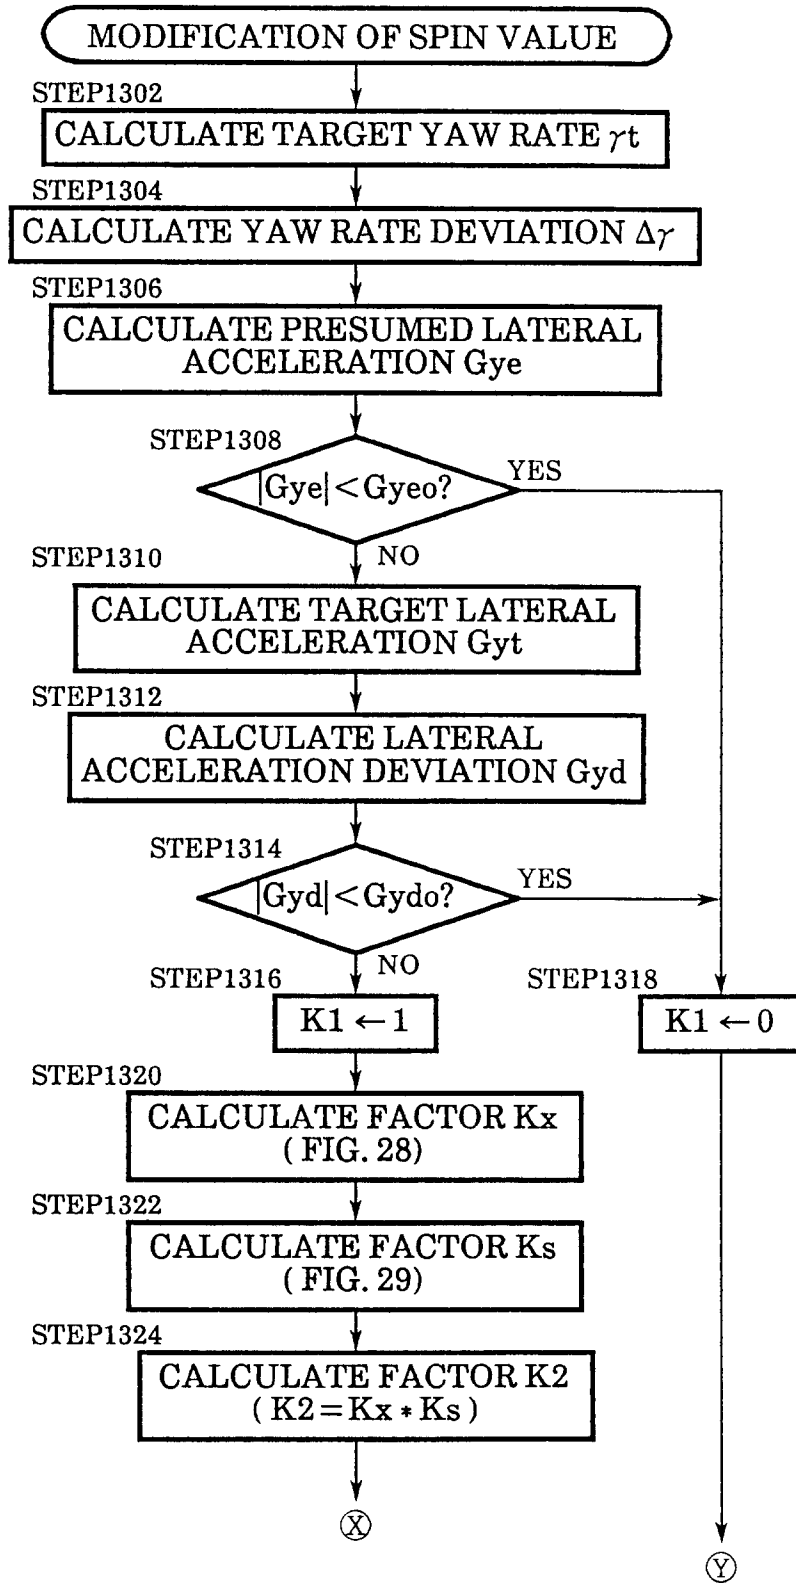 MODIFICATION OF SPIN VALUE
STEP1302
CALCULATE TARGET YAW RATE γt
STEP1304
CALCULATE YAW RATE DEVIATION Δγ
STEP1306
CALCULATE PRESUMED LATERAL
ACCELERATION Gye
STEP1308
|Gye|<Gyeo?
YES
NO
STEP1310
CALCULATE TARGET LATERAL
ACCELERATION Gyt
STEP1312
CALCULATE LATERAL
ACCELERATION DEVIATION Gyd
STEP1314
|Gyd|<Gydo?
YES
NO
STEP1316
K1←1
STEP1318
K1←0
STEP1320
CALCULATE FACTOR Kx
(FIG. 28)
STEP1322
CALCULATE FACTOR Ks
(FIG. 29)
STEP1324
CALCULATE FACTOR K2
(K2=Kx*Ks)
Ⓧ
Ⓨ